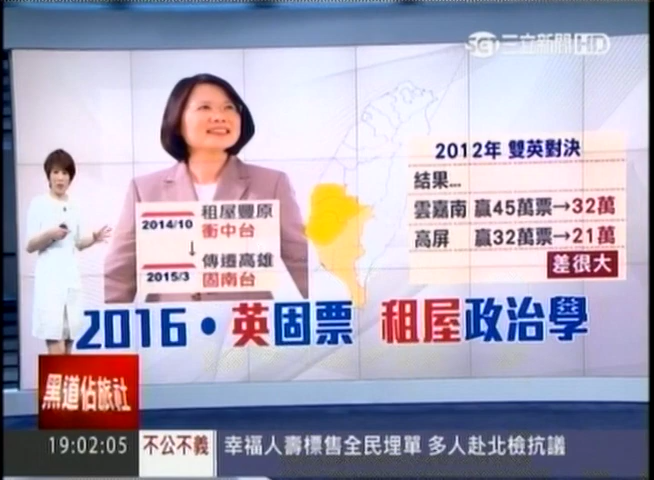 SET 三立新聞 HD
2012年 雙英對決
結果...
雲嘉南 贏45萬票→32萬
高屏 贏32萬票→21萬
差很大
2014/10 租屋豐原
衝中台
↓
2015/3 傳遷高雄
固南台
2016·英固票 租屋政治學
黑道佔旅社
19:02:05 不公不義 幸福人壽標售全民埋單 多人赴北檢抗議